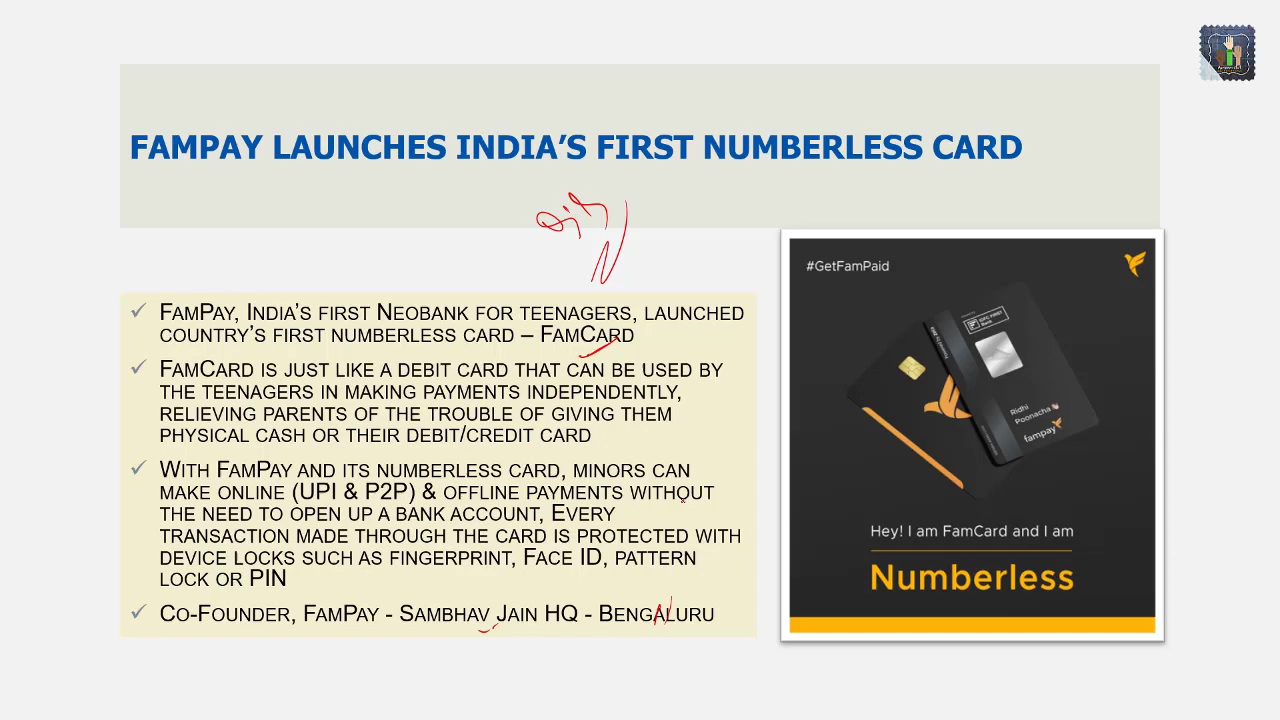 FAMPAY LAUNCHES INDIA'S FIRST NUMBERLESS CARD
FAMPAY, INDIA'S FIRST NEOBANK FOR TEENAGERS, LAUNCHED
COUNTRY'S FIRST NUMBERLESS CARD – FAMCARD
FAMCARD IS JUST LIKE A DEBIT CARD THAT CAN BE USED BY
THE TEENAGERS IN MAKING PAYMENTS INDEPENDENTLY,
RELIEVING PARENTS OF THE TROUBLE OF GIVING THEM
PHYSICAL CASH OR THEIR DEBIT/CREDIT CARD
WITH FAMPAY AND ITS NUMBERLESS CARD, MINORS CAN
MAKE ONLINE (UPI & P2P) & OFFLINE PAYMENTS WITHOUT
THE NEED TO OPEN UP A BANK ACCOUNT, EVERY
TRANSACTION MADE THROUGH THE CARD IS PROTECTED WITH
DEVICE LOCKS SUCH AS FINGERPRINT, FACE ID, PATTERN
LOCK OR PIN
CO-FOUNDER, FAMPAY - SAMBHAV JAIN HQ - BENGALURU
#GetFamPaid
IDFC FIRST
Bank
Ridhi
Poonacha
fampay
Hey! I am FamCard and I am
Numberless